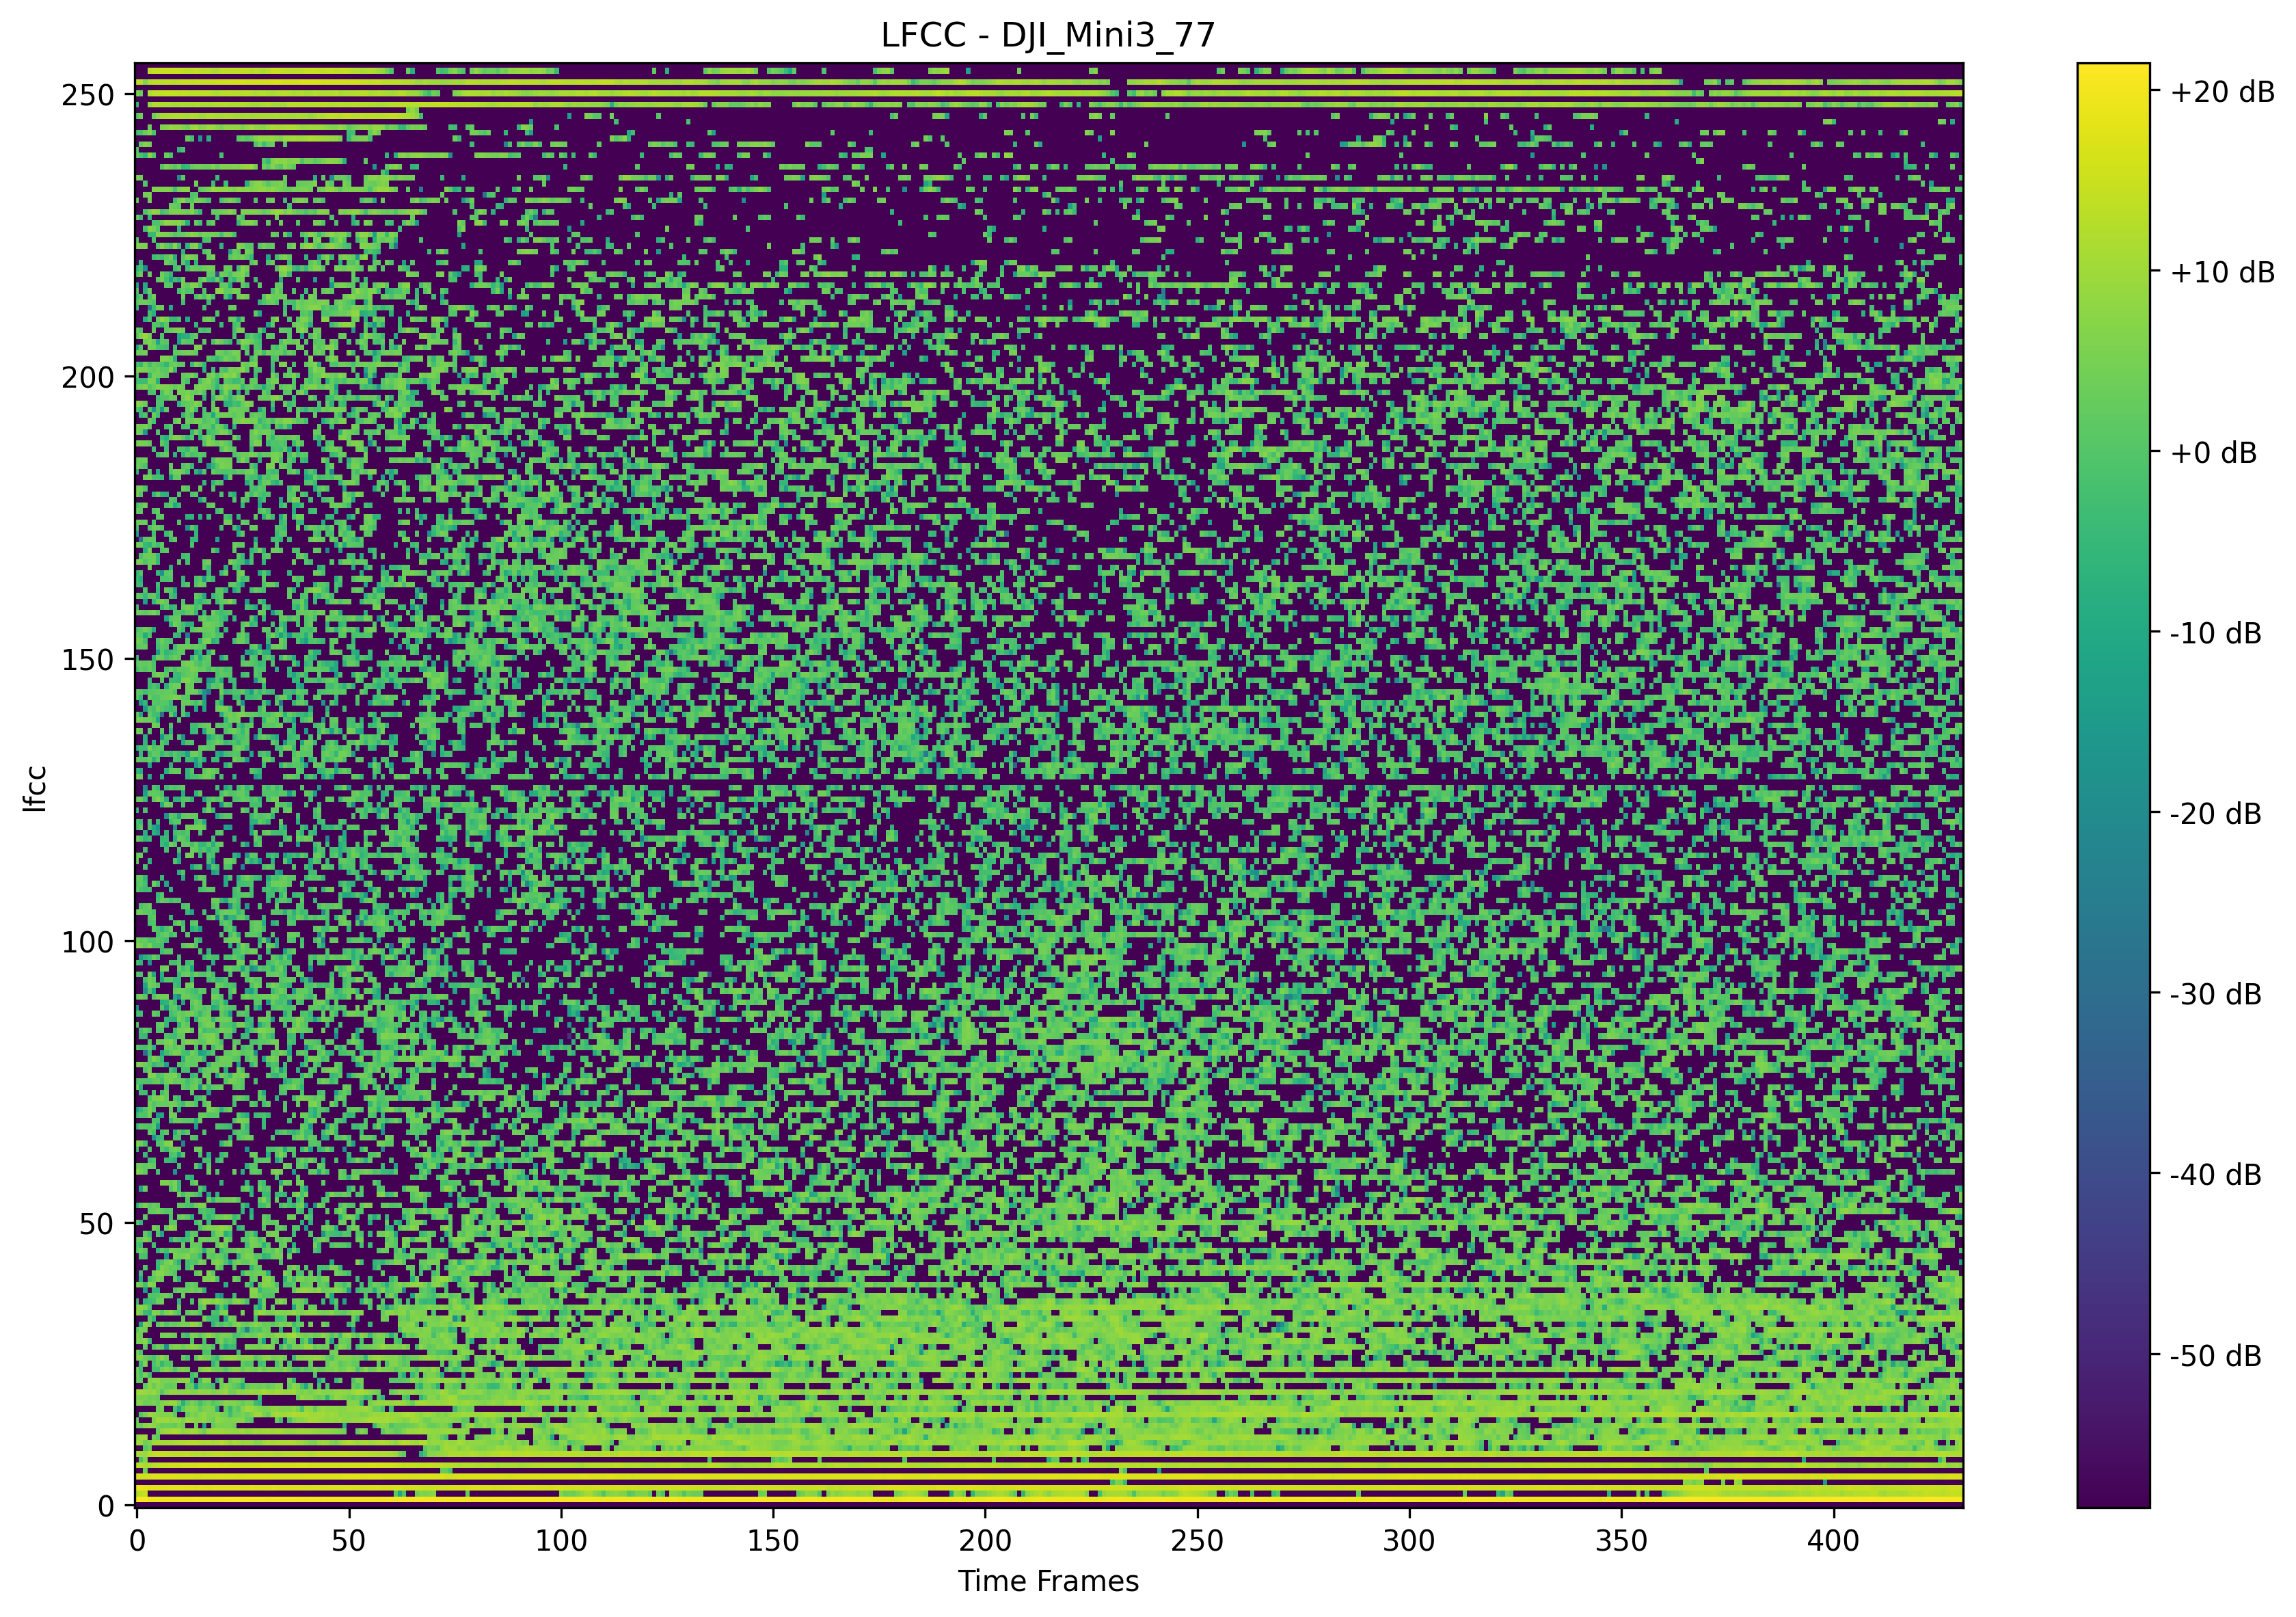 LFCC - DJI_Mini3_77
250
200
150
100
50
0
lfcc
0 50 100 150 200 250 300 350 400
Time Frames
+20 dB
+10 dB
+0 dB
-10 dB
-20 dB
-30 dB
-40 dB
-50 dB